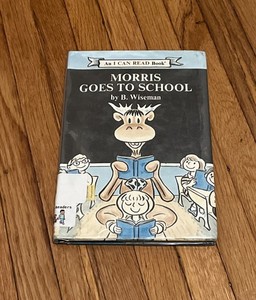 An I CAN READ Book®
MORRIS
GOES TO SCHOOL
by B. Wiseman